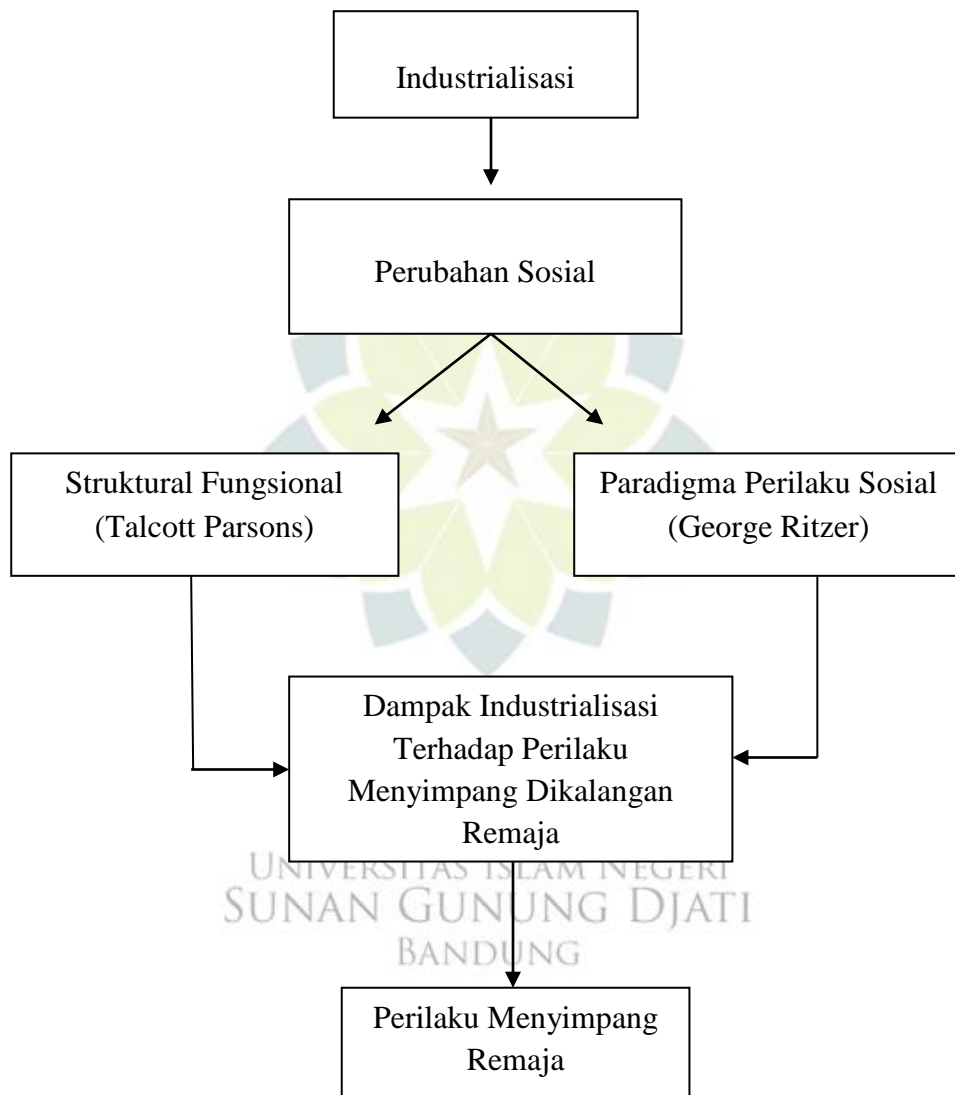 Industrialisasi
Perubahan Sosial
Struktural Fungsional
(Talcott Parsons)
Paradigma Perilaku Sosial
(George Ritzer)
Dampak Industrialisasi
Terhadap Perilaku
Menyimpang Dikalangan
Remaja
UNIVERSITAS ISLAM NEGERI
SUNAN GUNUNG DJATI
BANDUNG
Perilaku Menyimpang
Remaja